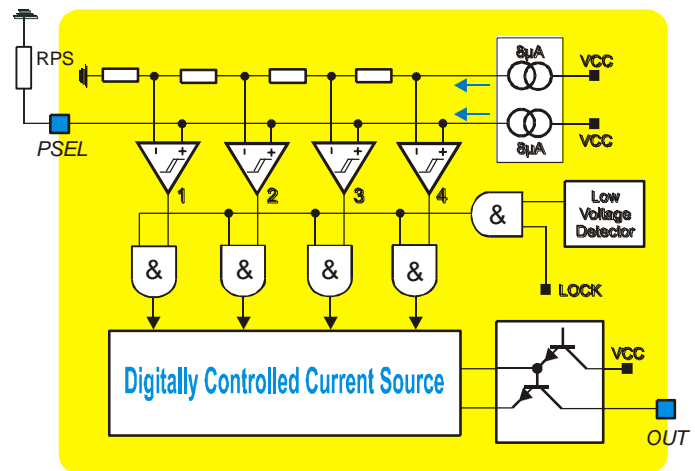 8µA
RPS
VCC
PSEL
8µA
VCC
- + - + - + - +
1 2 3 4
&
Low
Voltage
Detector
& & & &
LOCK
Digitally Controlled Current Source
VCC
OUT